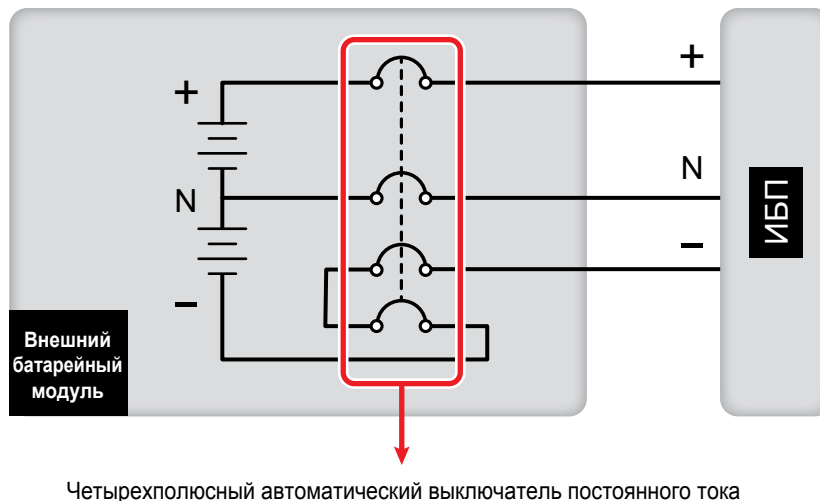 +
+
N
N
ИБП
–
–
Внешний
батарейный
модуль
Четырехполюсный автоматический выключатель постоянного тока